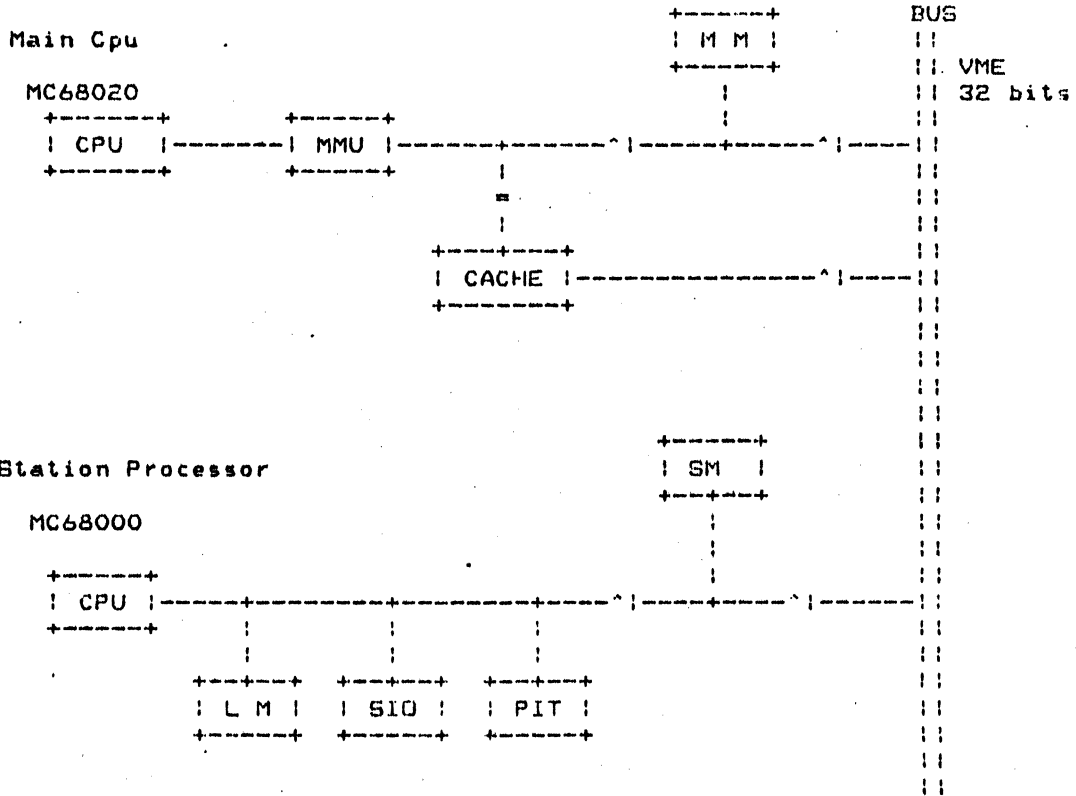 BUS
Main Cpu
M M
VME
MC68020
32 bits
CPU
MMU
CACHE
Station Processor
SM
MC68000
CPU
L M
SIO
PIT